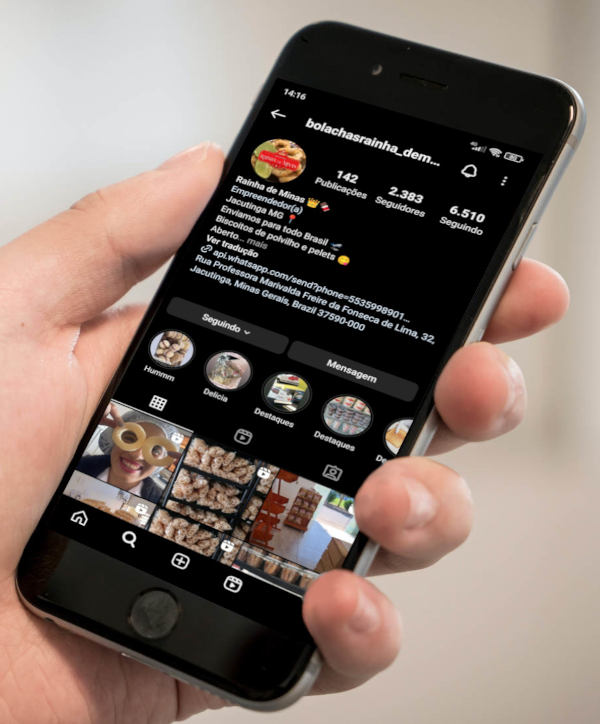 14:16
80
bolachasrainha_dem...
142
Publicações
2.383
Seguidores
6.510
Seguindo
Rainha de Minas 👑🍫
Empreendedor(a)
Jacutinga MG 📍
Enviamos para todo Brasil 🛫
Biscoitos de polvilho e pelets 😋
Aberto... mais
Ver tradução
api.whatsapp.com/send?phone=5535998901...
Rua Professora Marivalda Freire da Fonseca de Lima, 32,
Jacutinga, Minas Gerais, Brazil 37590-000
Seguindo
Mensagem
Hummm
Delicia
Destaques
Destaques